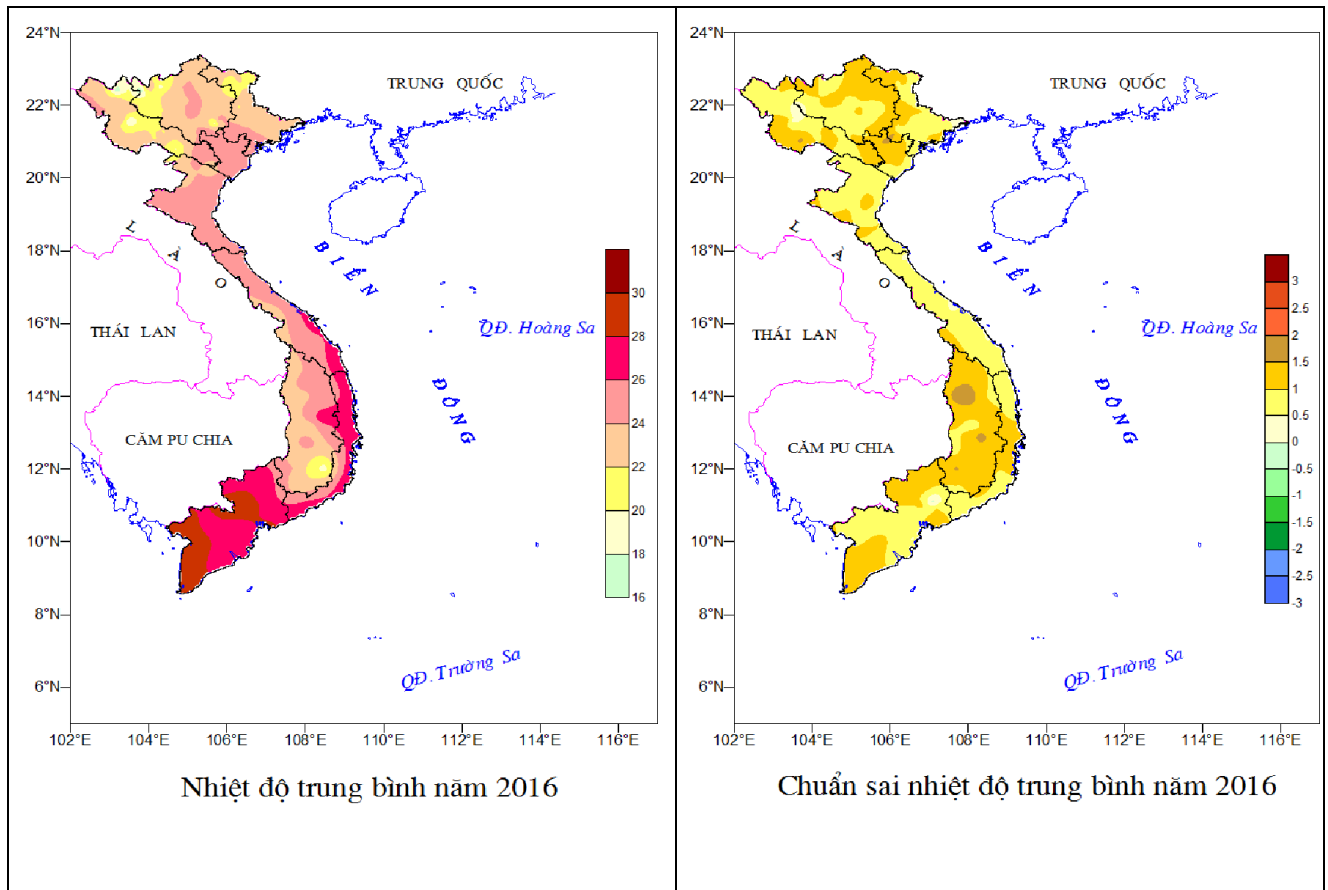 24°N
22°N
20°N
18°N
16°N
14°N
12°N
10°N
8°N
6°N
102°E 104°E 106°E 108°E 110°E 112°E 114°E 116°E
TRUNG QUỐC
LÀO
THÁI LAN
CĂM PU CHIA
BIỂN ĐÔNG
QĐ. Hoàng Sa
QĐ. Trường Sa
30
28
26
24
22
20
18
16
Nhiệt độ trung bình năm 2016
24°N
22°N
20°N
18°N
16°N
14°N
12°N
10°N
8°N
6°N
102°E 104°E 106°E 108°E 110°E 112°E 114°E 116°E
TRUNG QUỐC
LÀO
THÁI LAN
CĂM PU CHIA
BIỂN ĐÔNG
QĐ. Hoàng Sa
QĐ. Trường Sa
3
2.5
2
1.5
1
0.5
0
-0.5
-1
-1.5
-2
-2.5
-3
Chuẩn sai nhiệt độ trung bình năm 2016